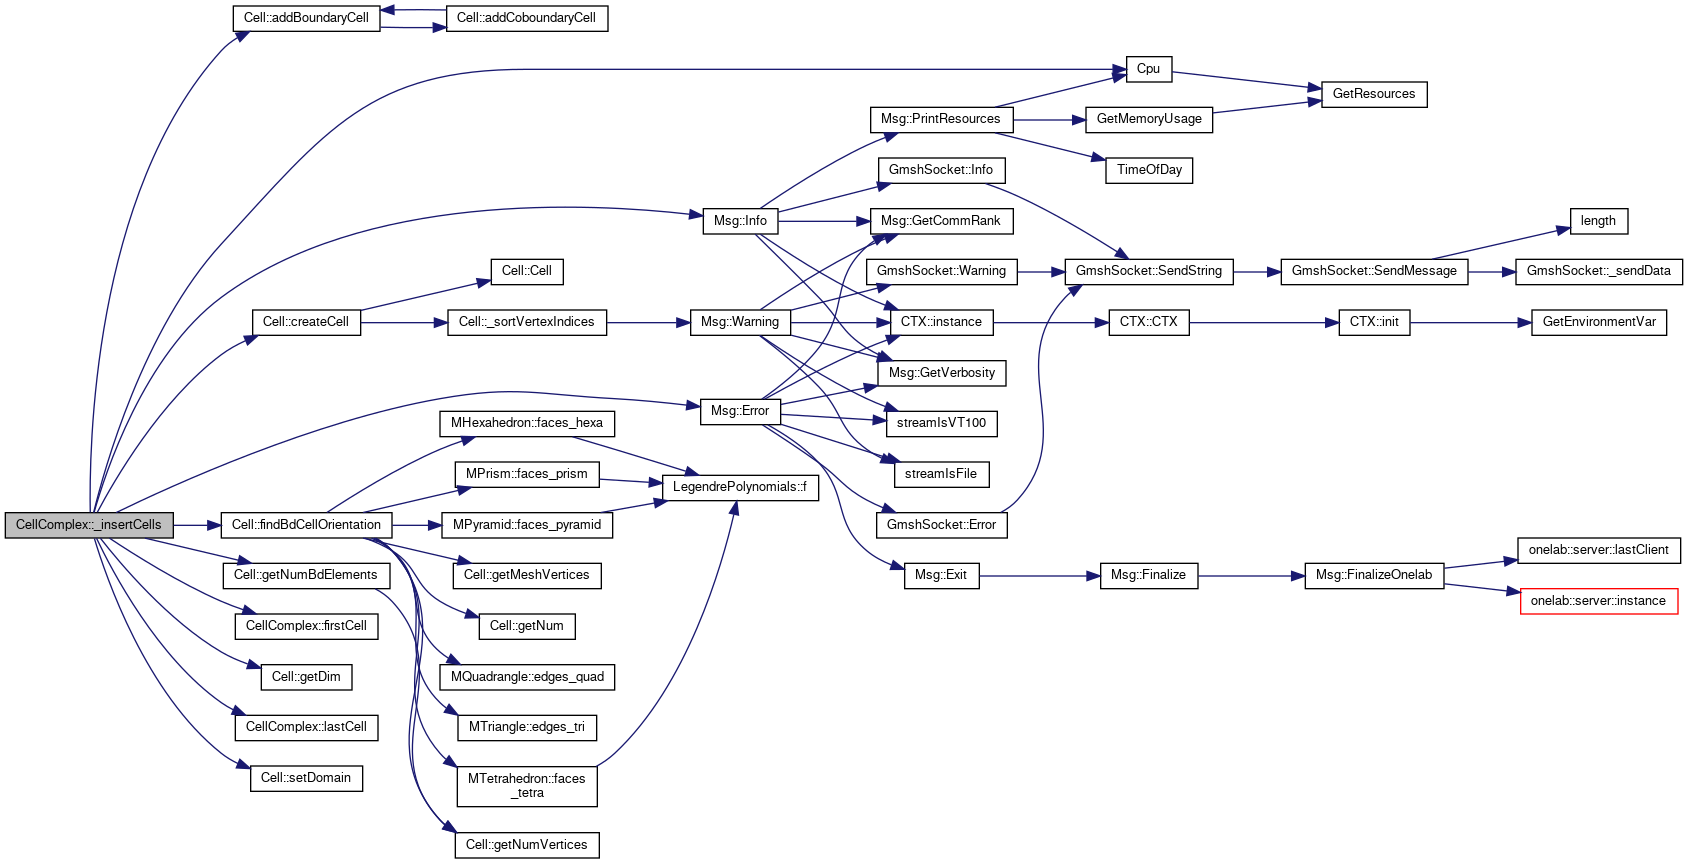 Cell::addBoundaryCell
Cell::addCoboundaryCell
Cpu
GetResources
Msg::PrintResources
GetMemoryUsage
GmshSocket::Info
TimeOfDay
Msg::Info
Msg::GetCommRank
length
Cell::Cell
GmshSocket::Warning
GmshSocket::SendString
GmshSocket::SendMessage
GmshSocket::_sendData
Cell::createCell
Cell::_sortVertexIndices
Msg::Warning
CTX::instance
CTX::CTX
CTX::init
GetEnvironmentVar
Msg::GetVerbosity
Msg::Error
streamIsVT100
MHexahedron::faces_hexa
MPrism::faces_prism
streamIsFile
LegendrePolynomials::f
CellComplex::_insertCells
Cell::findBdCellOrientation
MPyramid::faces_pyramid
GmshSocket::Error
onelab::server::lastClient
Cell::getNumBdElements
Cell::getMeshVertices
Msg::Exit
Msg::Finalize
Msg::FinalizeOnelab
onelab::server::instance
CellComplex::firstCell
Cell::getNum
Cell::getDim
MQuadrangle::edges_quad
CellComplex::lastCell
MTriangle::edges_tri
Cell::setDomain
MTetrahedron::faces
_tetra
Cell::getNumVertices